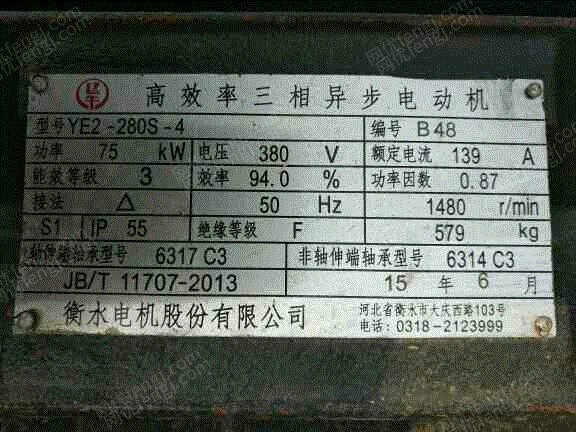 高效率三相异步电动机
型号 YE2-280S-4 编号 B48
功率 75 kW 电压 380 V 额定电流 139 A
能效等级 3 效率 94.0 % 功率因数 0.87
接法 △ 50 Hz 1480 r/min
S1 IP 55 绝缘等级 F 579 kg
轴伸端轴承型号 6317 C3 非轴伸端轴承型号 6314 C3
JB/T 11707-2013 15 年 6 月
衡水电机股份有限公司 河北省衡水市大庆西路103号
电话:0318-2123999